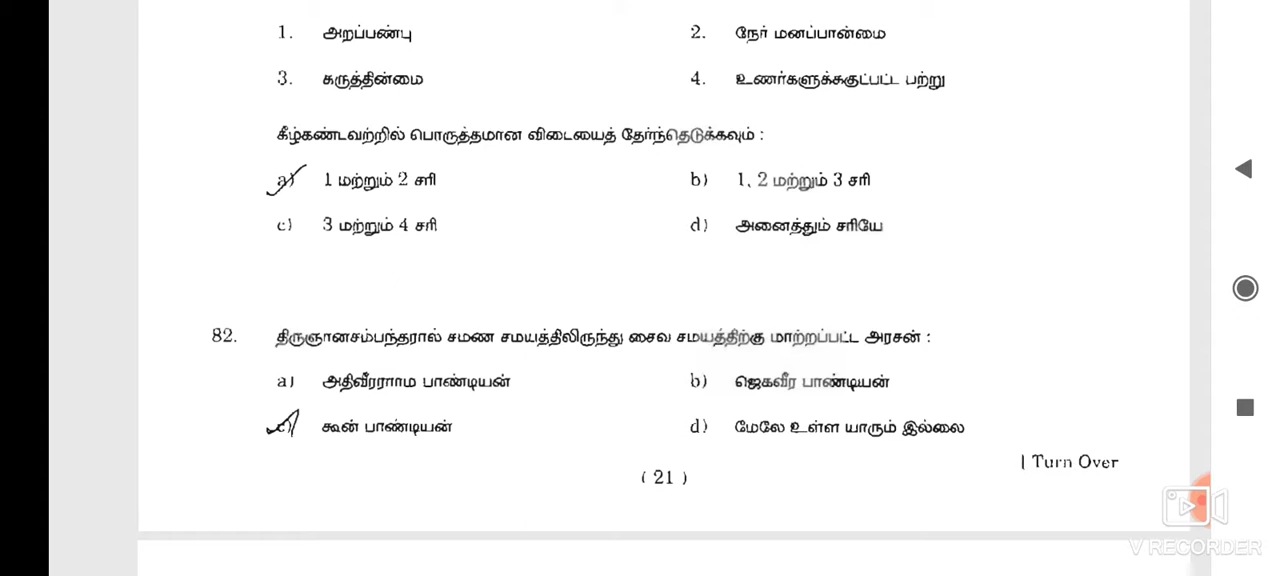 1. அறப்பண்பு 2. நேர் மனப்பான்மை
3. கருத்தின்மை 4. உணர்களுக்ககுட்பட்ட பற்று
கீழ்கண்டவற்றில் பொருத்தமான விடையைத் தேர்ந்தெடுக்கவும் :
a) 1 மற்றும் 2 சரி b) 1, 2 மற்றும் 3 சரி
c) 3 மற்றும் 4 சரி d) அனைத்தும் சரியே
82. திருஞானசம்பந்தரால் சமண சமயத்திலிருந்து சைவ சமயத்திற்கு மாற்றப்பட்ட அரசன் :
a) அதிவீரராம பாண்டியன் b) ஜெகவீர பாண்டியன்
c) கூன் பாண்டியன் d) மேலே உள்ள யாரும் இல்லை
| Turn Over
( 21 )
V RECORDER